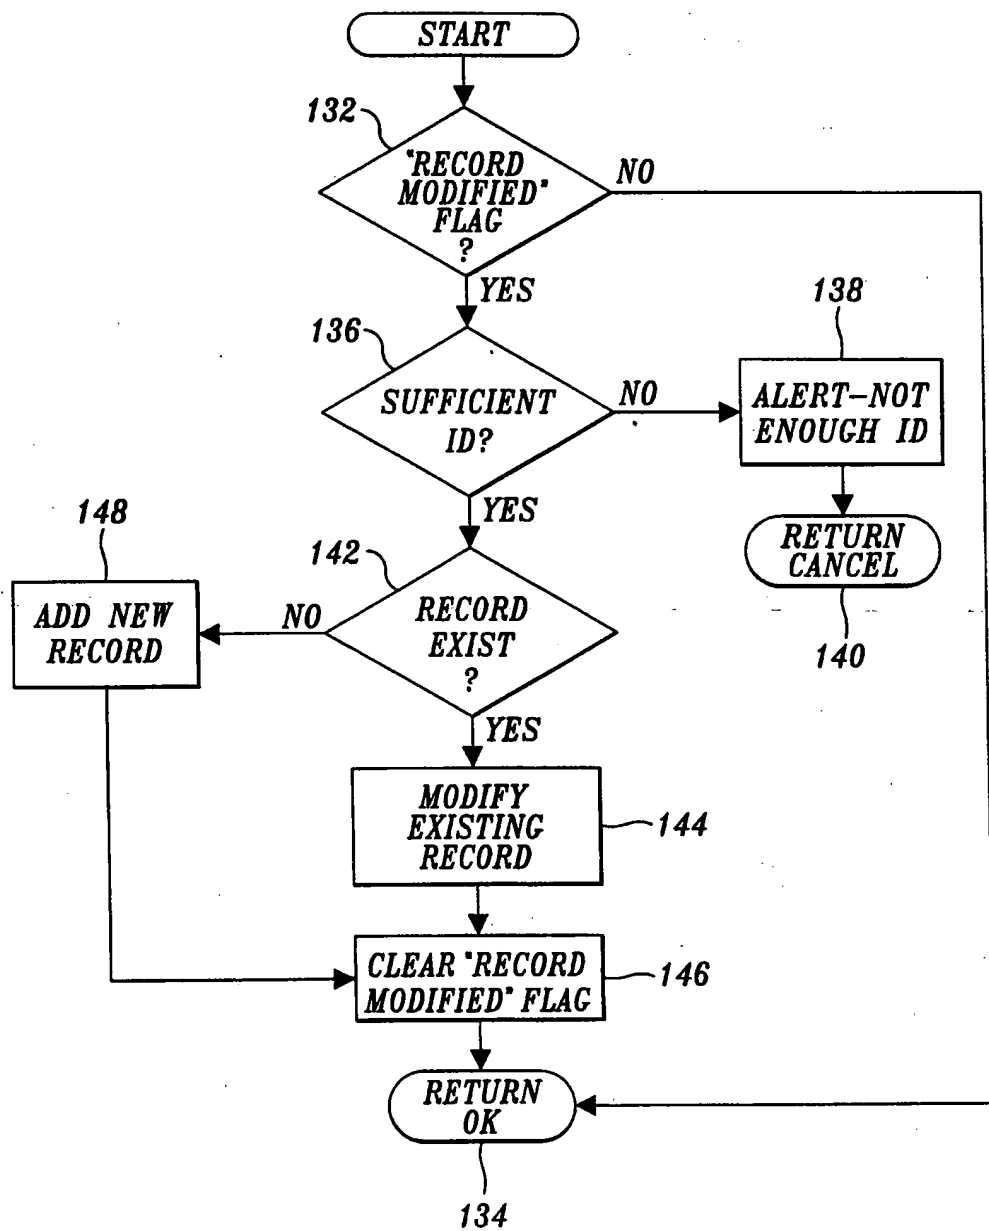 START
132
"RECORD
MODIFIED"
FLAG
?
NO
YES
136
SUFFICIENT
ID?
NO
138
ALERT-NOT
ENOUGH ID
YES
RETURN
CANCEL
140
148
ADD NEW
RECORD
NO
142
RECORD
EXIST
?
YES
MODIFY
EXISTING
RECORD
144
CLEAR "RECORD
MODIFIED" FLAG
146
RETURN
OK
134